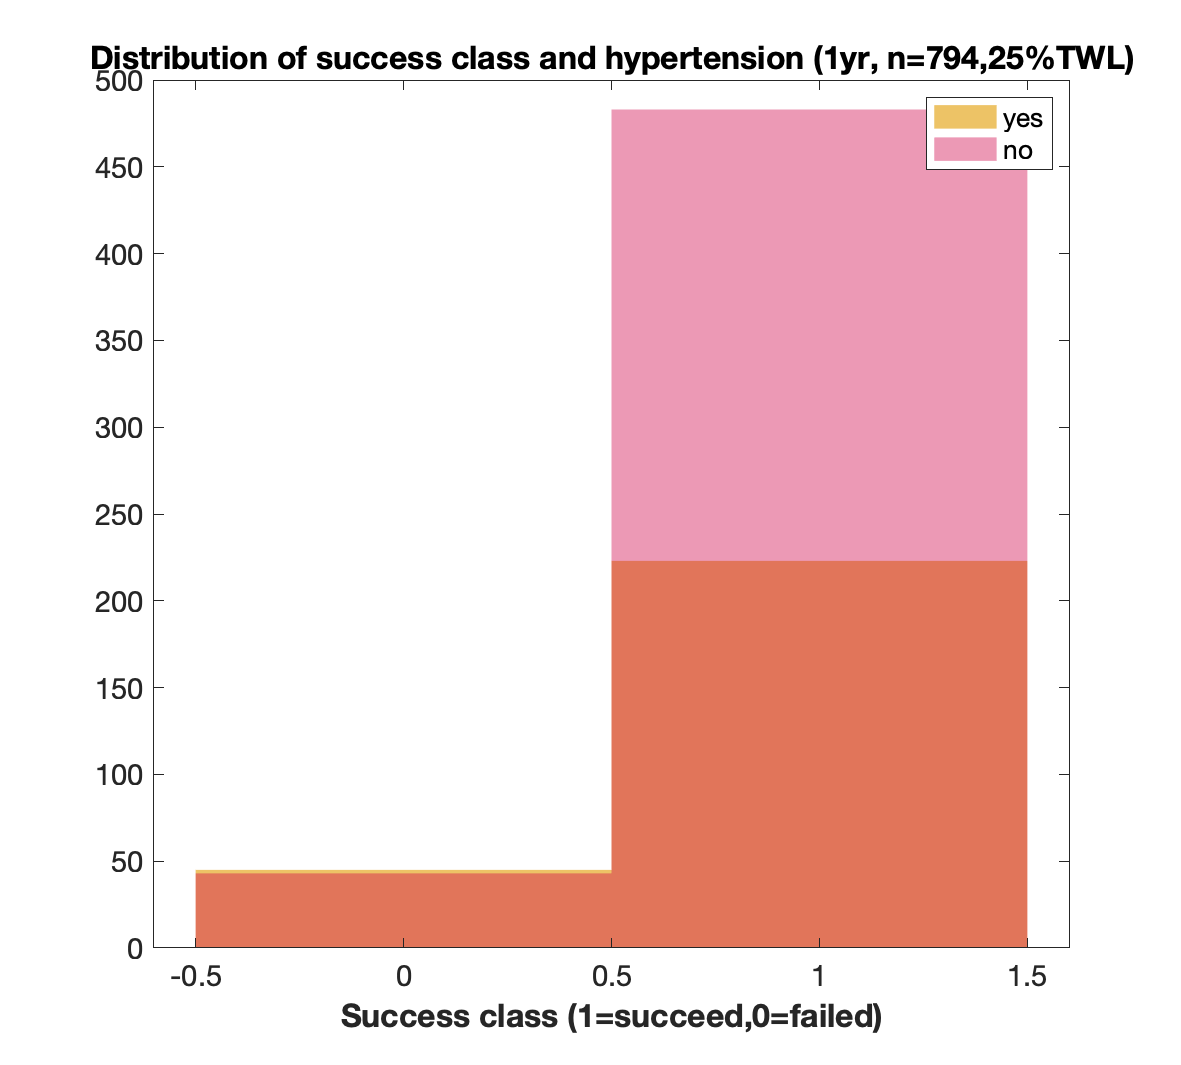 Distribution of success class and hypertension (1yr, n=794,25%TWL)
500
yes
no
450
400
350
300
250
200
150
100
50
0
-0.5 0 0.5 1 1.5
Success class (1=succeed,0=failed)